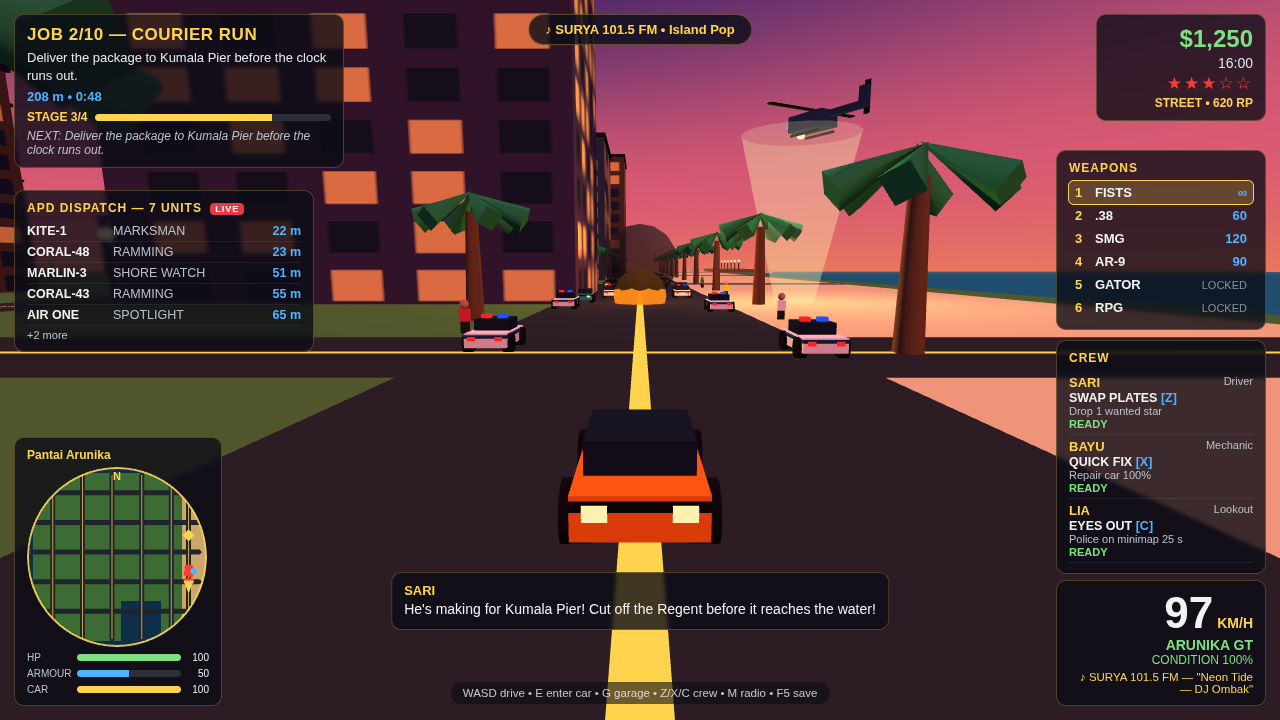 JOB 2/10 — COURIER RUN
Deliver the package to Kumala Pier before the clock
runs out.
208 m • 0:48
STAGE 3/4
NEXT: Deliver the package to Kumala Pier before the
clock runs out.
♪ SURYA 101.5 FM • Island Pop
$1,250
16:00
★★★☆☆
STREET • 620 RP
APD DISPATCH — 7 UNITS LIVE
KITE-1 MARKSMAN 22 m
CORAL-48 RAMMING 23 m
MARLIN-3 SHORE WATCH 51 m
CORAL-43 RAMMING 55 m
AIR ONE SPOTLIGHT 65 m
+2 more
WEAPONS
1 FISTS ∞
2 .38 60
3 SMG 120
4 AR-9 90
5 GATOR LOCKED
6 RPG LOCKED
CREW
SARI Driver
SWAP PLATES [Z]
Drop 1 wanted star
READY
BAYU Mechanic
QUICK FIX [X]
Repair car 100%
READY
LIA Lookout
EYES OUT [C]
Police on minimap 25 s
READY
Pantai Arunika
N
HP 100
ARMOUR 50
CAR 100
SARI
He's making for Kumala Pier! Cut off the Regent before it reaches the water!
WASD drive • E enter car • G garage • Z/X/C crew • M radio • F5 save
97 KM/H
ARUNIKA GT
CONDITION 100%
♪ SURYA 101.5 FM — "Neon Tide
— DJ Ombak"